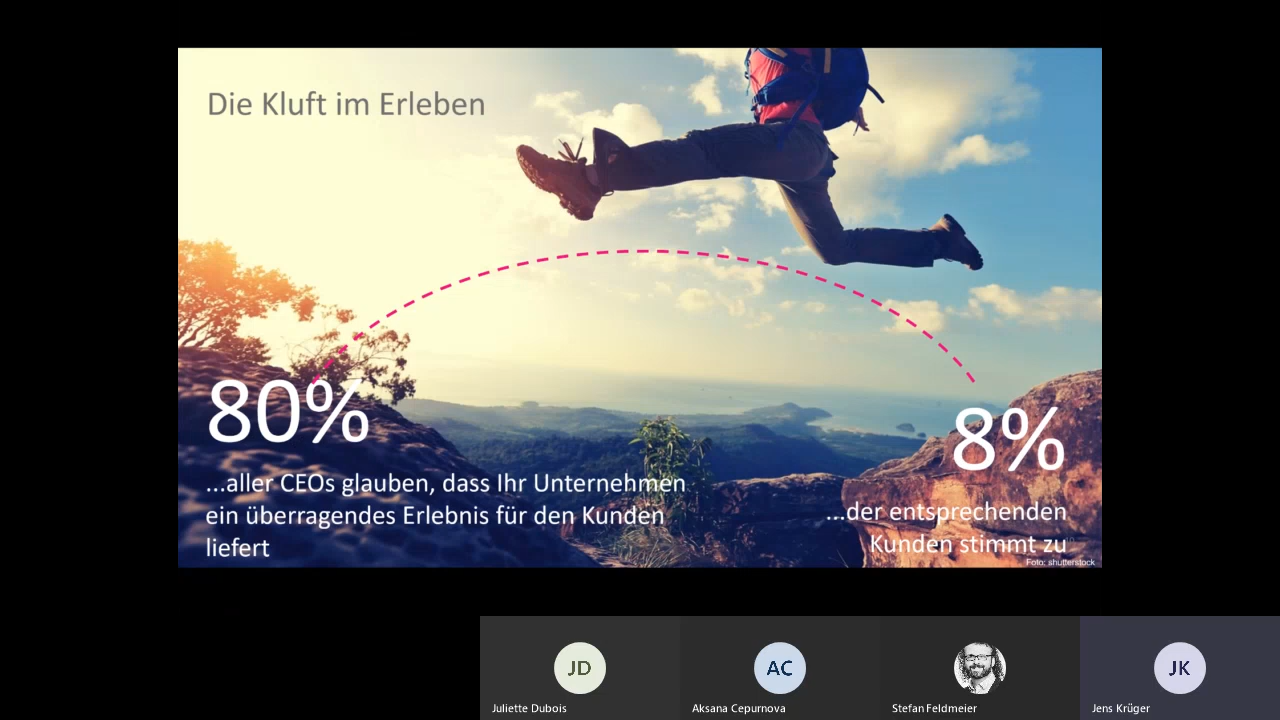 Die Kluft im Erleben
80%
...aller CEOs glauben, dass Ihr Unternehmen
ein überragendes Erlebnis für den Kunden
liefert
8%
...der entsprechenden
Kunden stimmt zu
Foto: shutterstock
JD
Juliette Dubois
AC
Aksana Cepurnova
Stefan Feldmeier
JK
Jens Krüger